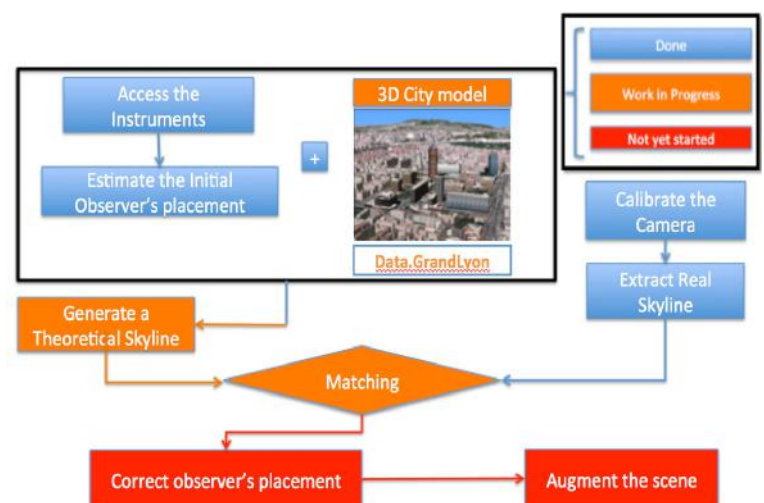 Done
Work in Progress
Not yet started
Access the
Instruments
Estimate the Initial
Observer's placement
+
3D City model
Data.GrandLyon
Calibrate the
Camera
Extract Real
Skyline
Generate a
Theoretical Skyline
Matching
Correct observer's placement
Augment the scene